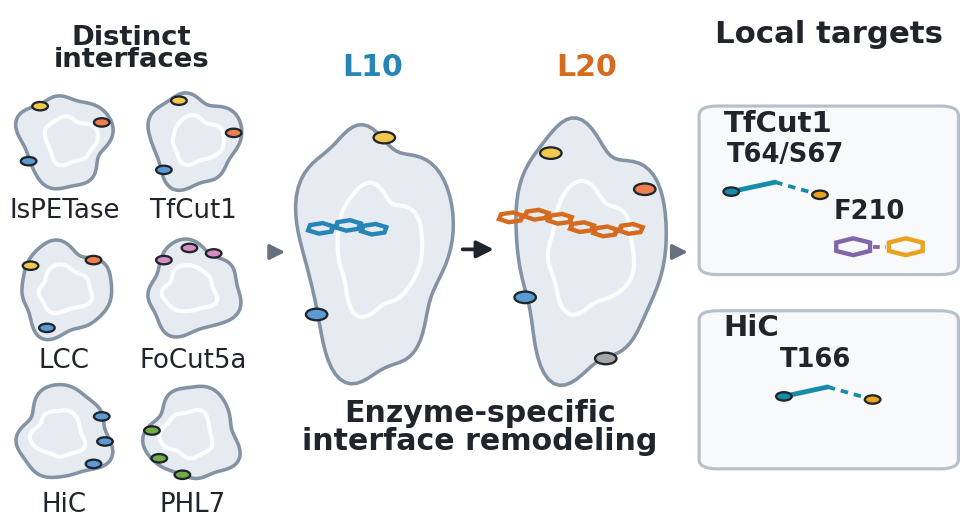 Distinct
interfaces
IsPETase
TfCut1
LCC
FoCut5a
HiC
PHL7
L10
L20
Enzyme-specific
interface remodeling
Local targets
TfCut1
T64/S67
F210
HiC
T166